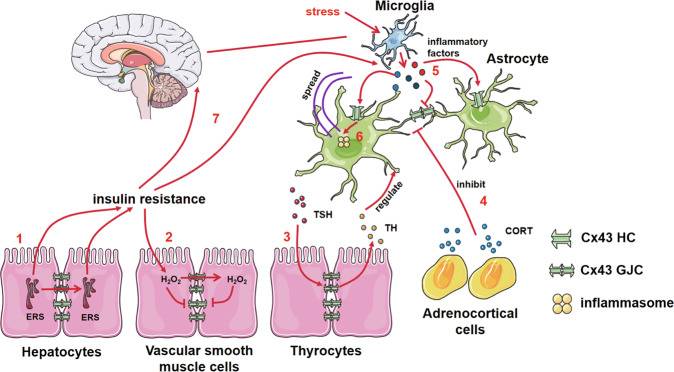 stress
Microglia
inflammatory
factors
Astrocyte
5
spread
6
7
insulin resistance
TSH
TH
regulate
inhibit
4
CORT
1
2
3
H₂O₂
H₂O₂
ERS
ERS
Cx43 HC
Cx43 GJC
inflammasome
Hepatocytes
Vascular smooth
muscle cells
Thyrocytes
Adrenocortical
cells